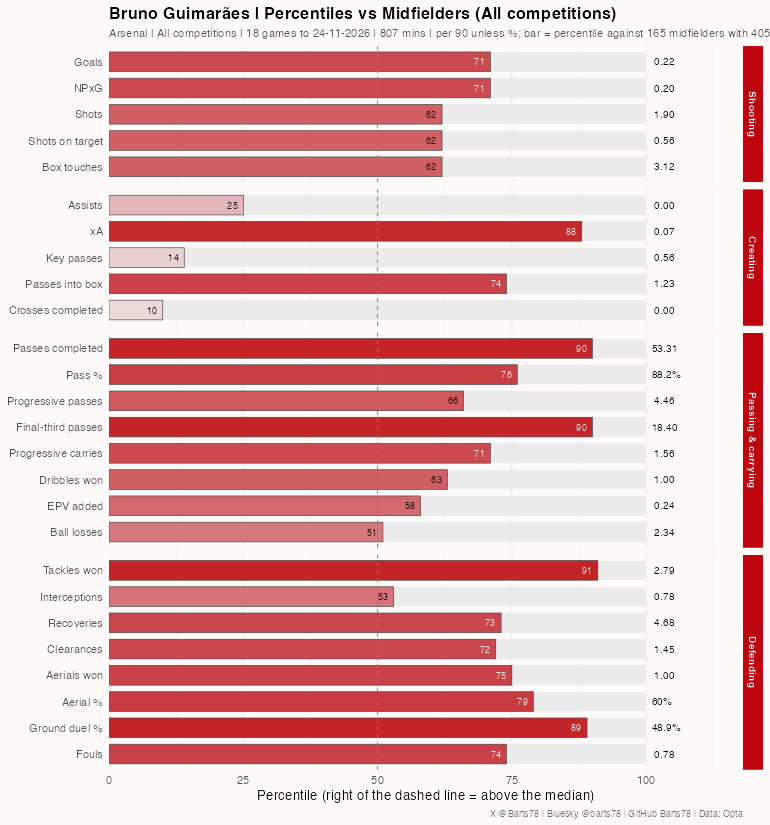 Bruno Guimarães | Percentiles vs Midfielders (All competitions)
Arsenal | All competitions | 18 games to 24-11-2026 | 807 mins | per 90 unless %; bar = percentile against 165 midfielders with 405
Goals 71 0.22
NPxG 71 0.20
Shots 62 1.90
Shots on target 62 0.56
Box touches 62 3.12
Shooting
Assists 25 0.00
xA 88 0.07
Key passes 14 0.56
Passes into box 74 1.23
Crosses completed 10 0.00
Creating
Passes completed 90 53.31
Pass % 76 88.2%
Progressive passes 66 4.46
Final-third passes 90 18.40
Progressive carries 71 1.56
Dribbles won 63 1.00
EPV added 58 0.24
Ball losses 51 2.34
Passing & carrying
Tackles won 91 2.79
Interceptions 53 0.78
Recoveries 73 4.68
Clearances 72 1.45
Aerials won 75 1.00
Aerial % 79 60%
Ground duel % 89 48.9%
Fouls 74 0.78
Defending
0 25 50 75 100
Percentile (right of the dashed line = above the median)
X @Barts78 | Bluesky @barts78 | GitHub Barts78 | Data: Opta